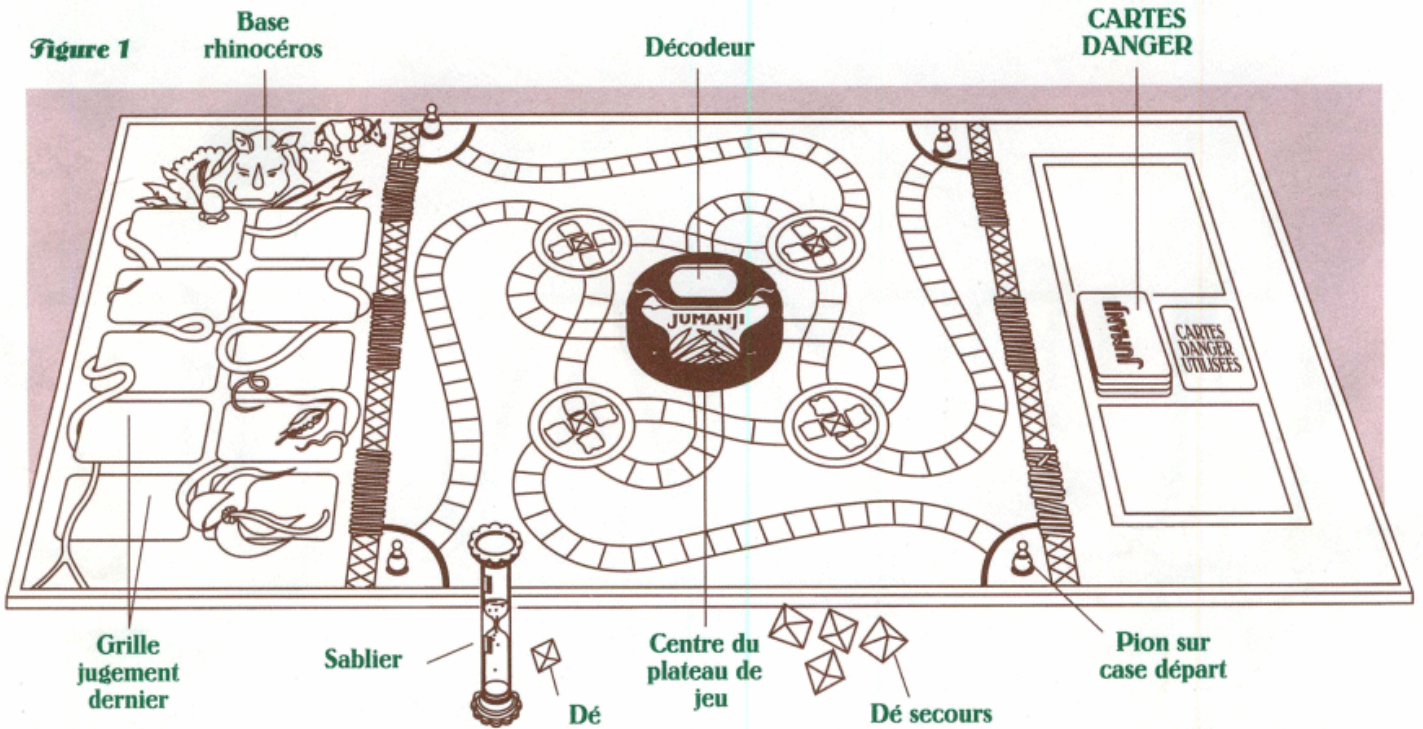 Figure 1
Base
rhinocéros
Décodeur
CARTES
DANGER
JUMANJI
JUMANJI
CARTES
DANGER
UTILISÉES
Grille
jugement
dernier
Sablier
Dé
Centre du
plateau de
jeu
Dé secours
Pion sur
case départ